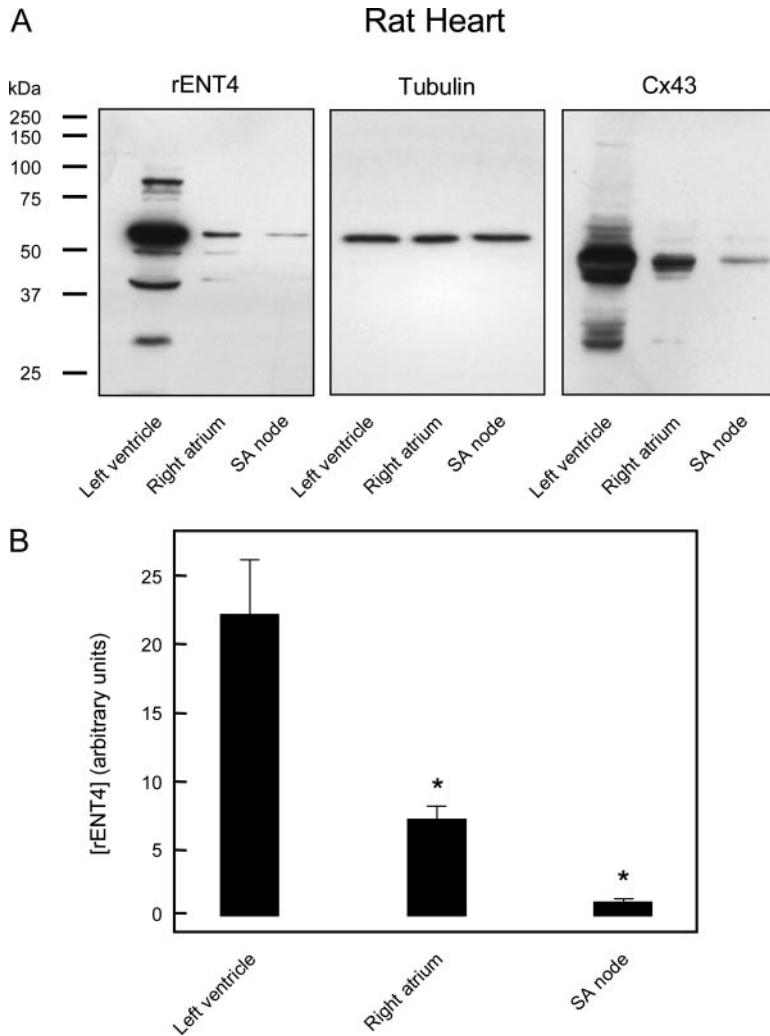 A
Rat Heart
kDa
rENT4
Tubulin
Cx43
250
150
100
75
50
37
25
Left ventricle
Right atrium
SA node
Left ventricle
Right atrium
SA node
Left ventricle
Right atrium
SA node
B
[rENT4] (arbitrary units)
25
20
15
10
5
0
*
*
Left ventricle
Right atrium
SA node